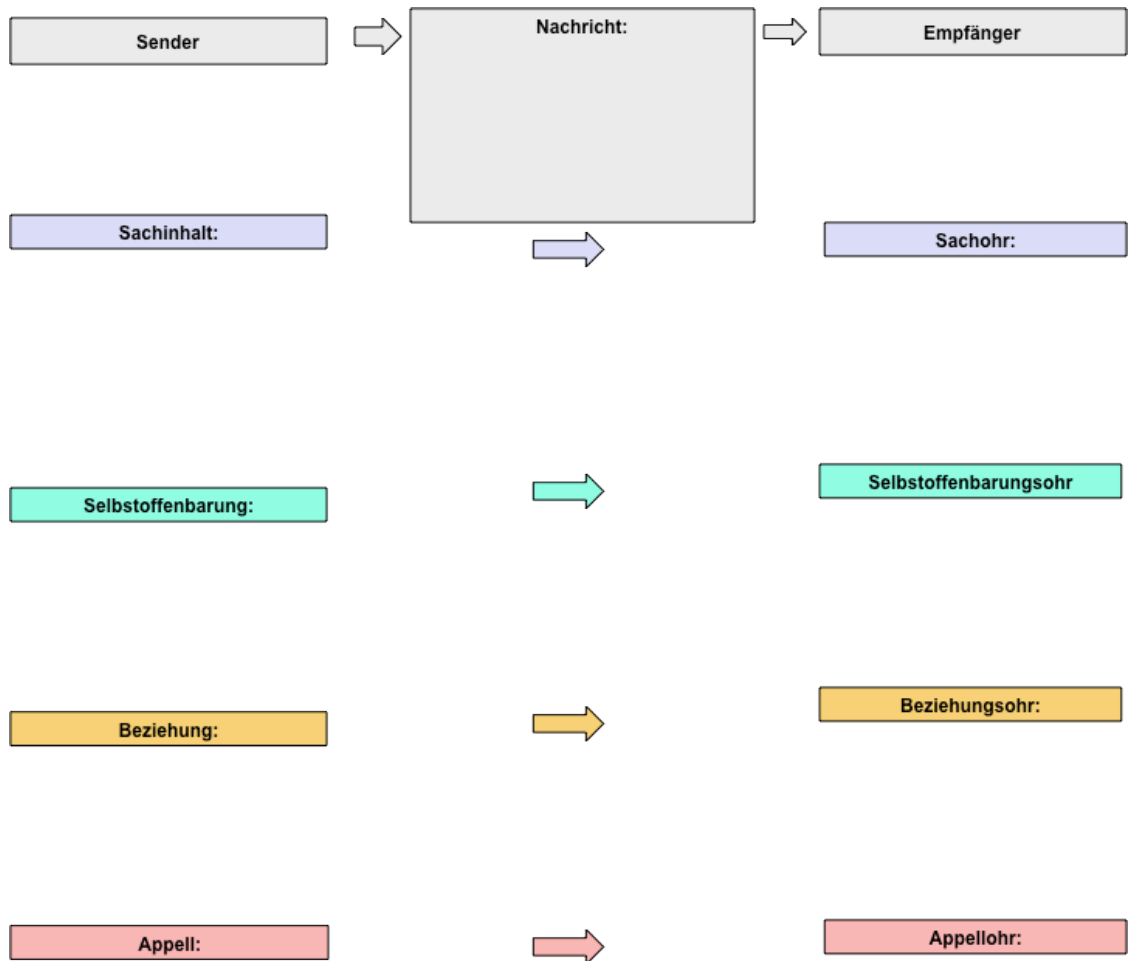 Sender
Nachricht:
Empfänger
Sachinhalt:
Sachohr:
Selbstoffenbarung:
Selbstoffenbarungsohr
Beziehung:
Beziehungsohr:
Appell:
Appellohr: